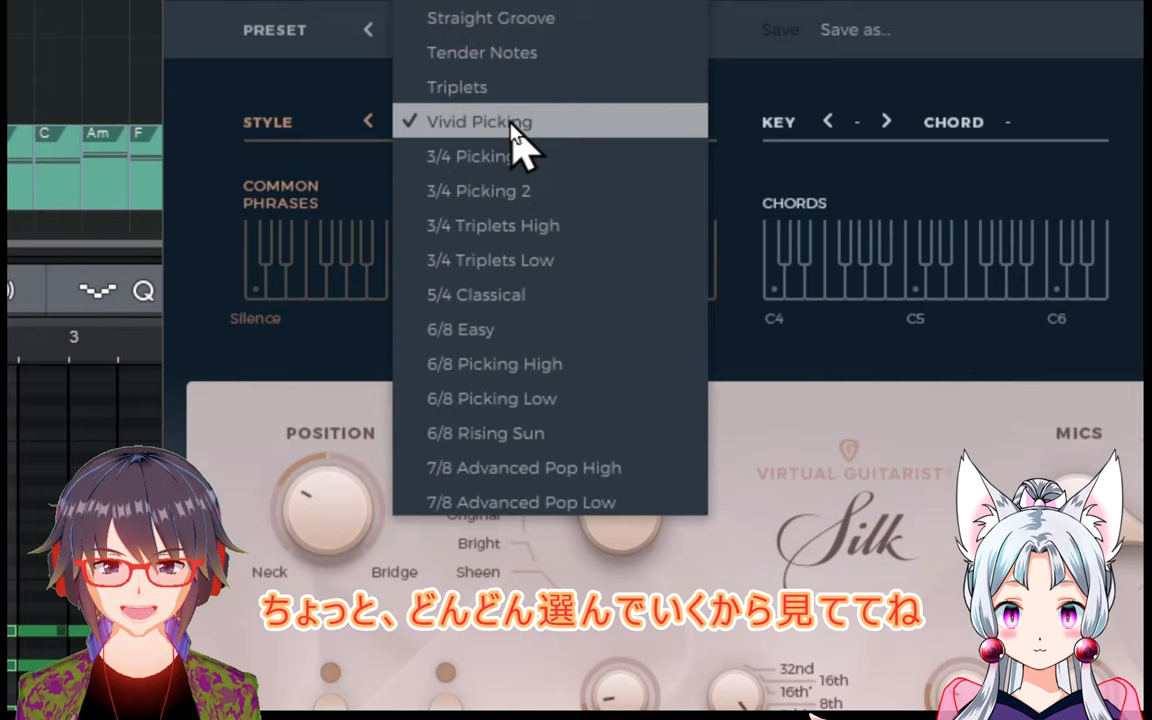 Straight Groove
PRESET
Save
Save as...
Tender Notes
Triplets
STYLE
Vivid Picking
KEY
-
CHORD
-
C
Am
F
3/4 Picking
3/4 Picking 2
COMMON
PHRASES
CHORDS
3/4 Triplets High
3/4 Triplets Low
5/4 Classical
Silence
C4
C5
C6
6/8 Easy
3
6/8 Picking High
6/8 Picking Low
POSITION
6/8 Rising Sun
MICS
7/8 Advanced Pop High
VIRTUAL GUITARIST
7/8 Advanced Pop Low
Original
Silk
Bright
Neck
Bridge
Sheen
ちょっと、どんどん選んでいくから見ててね
32nd
16th
16th'
8th